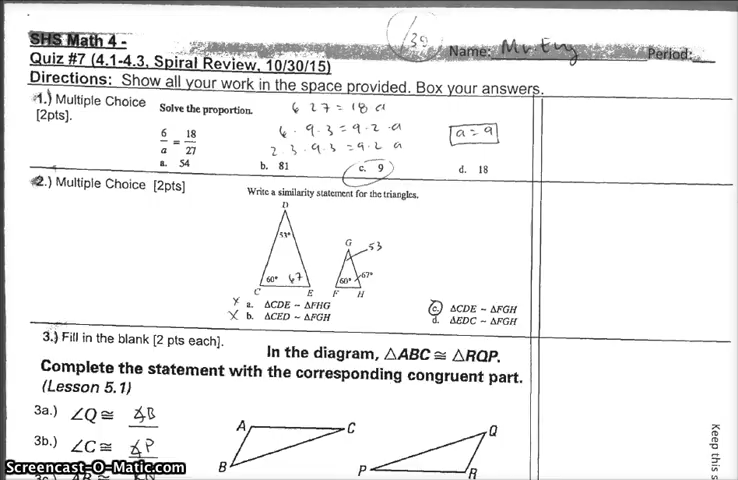 /30
SHS Math 4 -
Name: Mr. Eng Period:
Quiz #7 (4.1-4.3, Spiral Review, 10/30/15)
Directions: Show all your work in the space provided. Box your answers.
1.) Multiple Choice
[2pts].
Solve the proportion.
6/a = 18/27
6 27 = 18 a
6 · 9 · 3 = 9 · 2 · a
2 · 3 · 9 · 3 = 9 · 2 a
a = 9
a. 54
b. 81
c. 9
d. 18
2.) Multiple Choice [2pts]
Write a similarity statement for the triangles.
D
53°
60° 67
C E
G
53
60° 67°
F H
X a. ΔCDE ~ ΔFHG
X b. ΔCED ~ ΔFGH
c. ΔCDE ~ ΔFGH
d. ΔEDC ~ ΔFGH
3.) Fill in the blank [2 pts each].
In the diagram, △ABC ≅ △RQP.
Complete the statement with the corresponding congruent part.
(Lesson 5.1)
3a.) ∠Q ≅ ∡B
3b.) ∠C ≅ ∡P
A C
B
Q
P R
Keep this s
Screencast-O-Matic.com